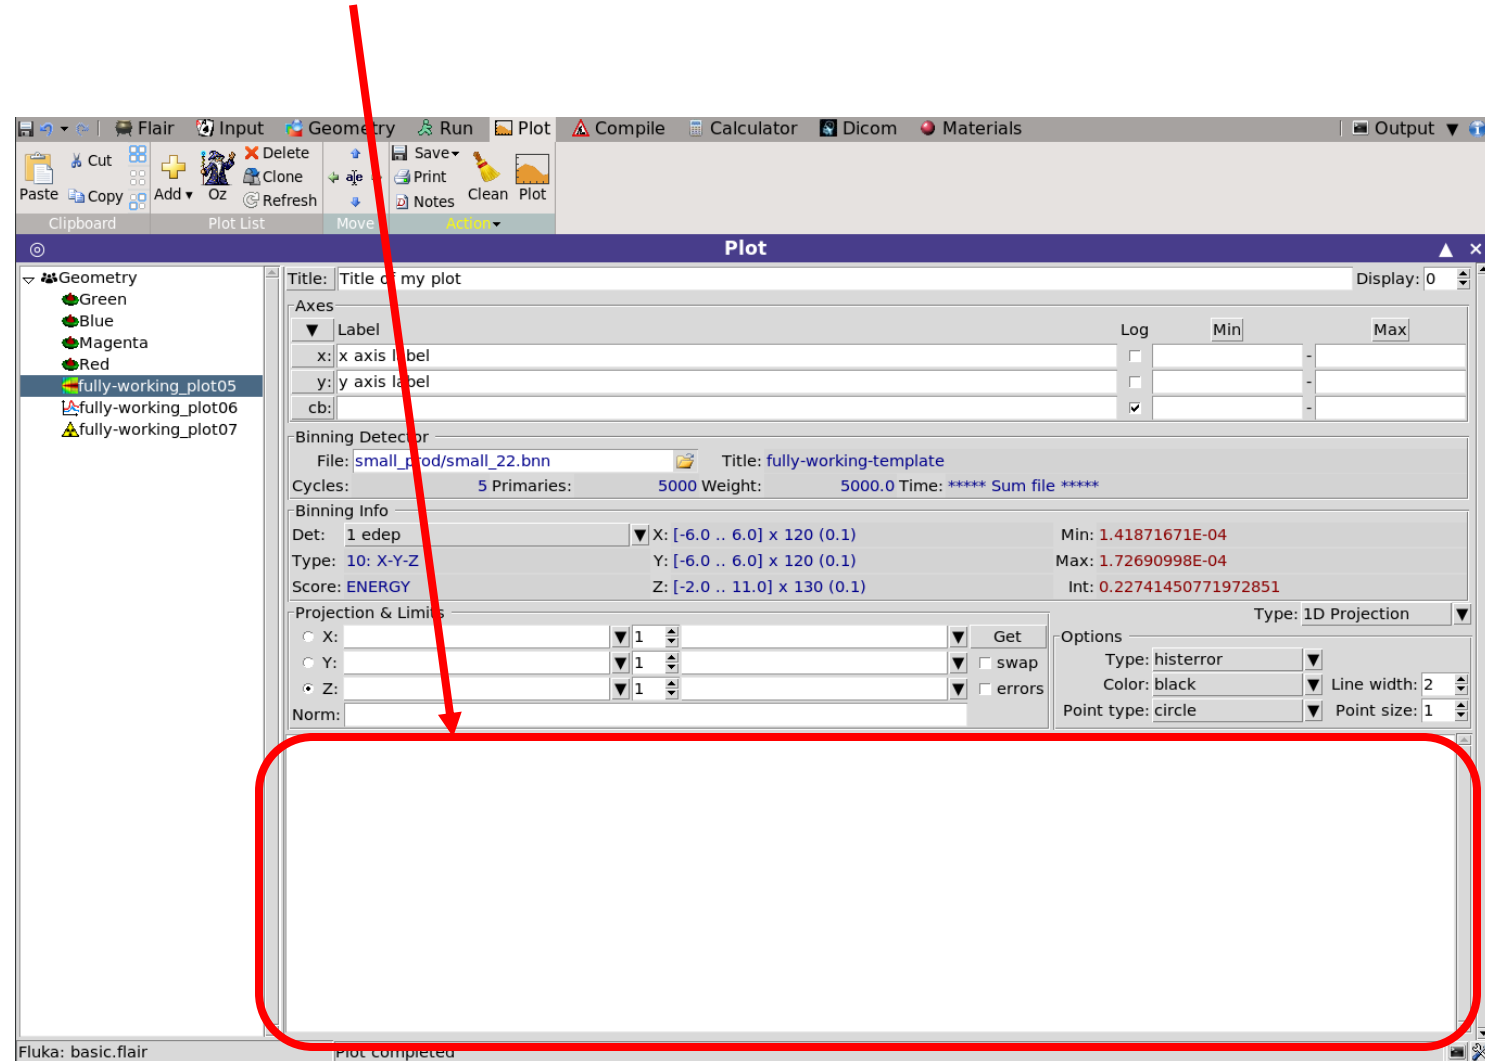 Flair Input Geometry Run Plot Compile Calculator Dicom Materials Output
Paste Cut Copy Add Oz Delete Clone Refresh aje Save Print Notes Clean Plot
Clipboard Plot List Move Action
Plot
Geometry
Green
Blue
Magenta
Red
fully-working_plot05
fully-working_plot06
fully-working_plot07
Title: Title of my plot Display: 0
Axes
Label Log Min Max
x: x axis label -
y: y axis label -
cb: -
Binning Detector
File: small_prod/small_22.bnn Title: fully-working-template
Cycles: 5 Primaries: 5000 Weight: 5000.0 Time: ***** Sum file *****
Binning Info
Det: 1 edep X: [-6.0 .. 6.0] x 120 (0.1) Min: 1.41871671E-04
Type: 10: X-Y-Z Y: [-6.0 .. 6.0] x 120 (0.1) Max: 1.72690998E-04
Score: ENERGY Z: [-2.0 .. 11.0] x 130 (0.1) Int: 0.22741450771972851
Projection & Limits Type: 1D Projection
X: 1 Get Options
Y: 1 swap Type: histerror
Z: 1 errors Color: black Line width: 2
Norm: Point type: circle Point size: 1
Fluka: basic.flair Plot completed